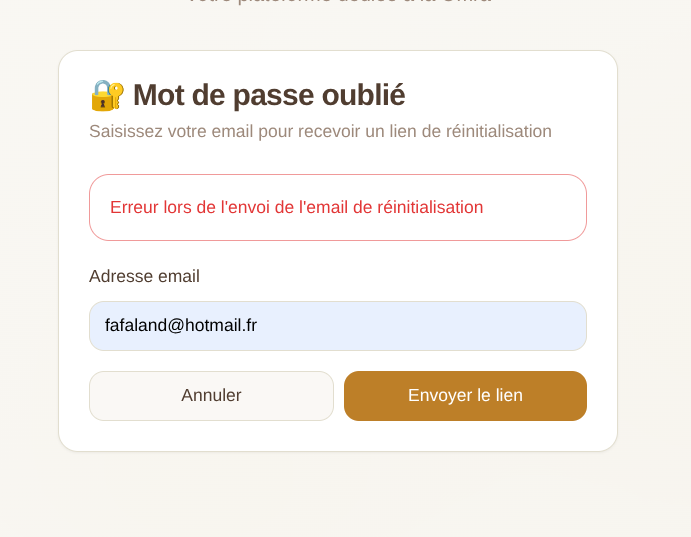 🔐 Mot de passe oublié
Saisissez votre email pour recevoir un lien de réinitialisation
Erreur lors de l'envoi de l'email de réinitialisation
Adresse email
fafaland@hotmail.fr
Annuler
Envoyer le lien